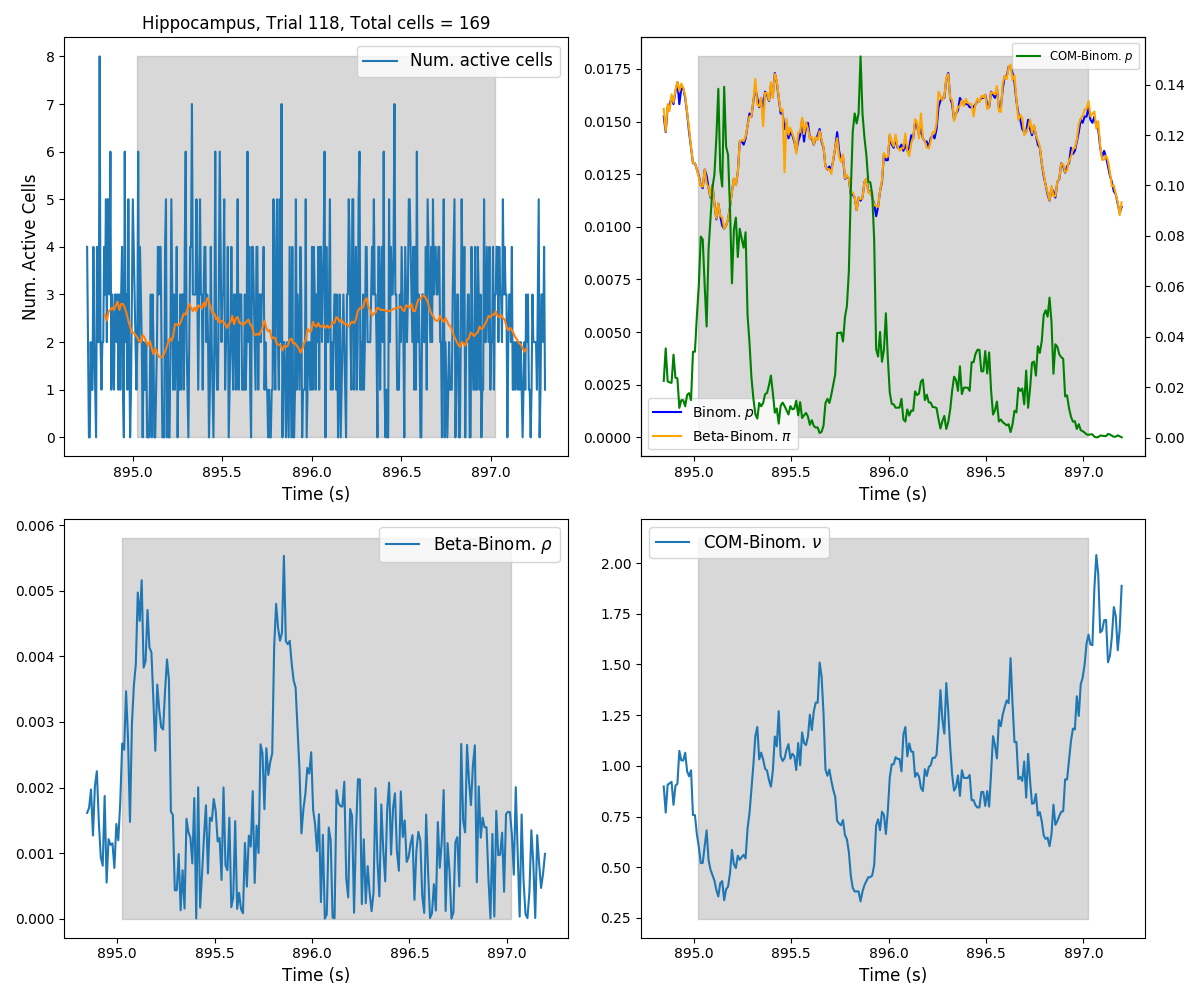 Hippocampus, Trial 118, Total cells = 169
Num. active cells
Num. Active Cells
8
7
6
5
4
3
2
1
0
895.0 895.5 896.0 896.5 897.0
Time (s)
COM-Binom. p
0.0175
0.0150
0.0125
0.0100
0.0075
0.0050
0.0025
0.0000
0.14
0.12
0.10
0.08
0.06
0.04
0.02
0.00
Binom. p
Beta-Binom. π
895.0 895.5 896.0 896.5 897.0
Time (s)
Beta-Binom. ρ
0.006
0.005
0.004
0.003
0.002
0.001
0.000
895.0 895.5 896.0 896.5 897.0
Time (s)
COM-Binom. ν
2.00
1.75
1.50
1.25
1.00
0.75
0.50
0.25
895.0 895.5 896.0 896.5 897.0
Time (s)